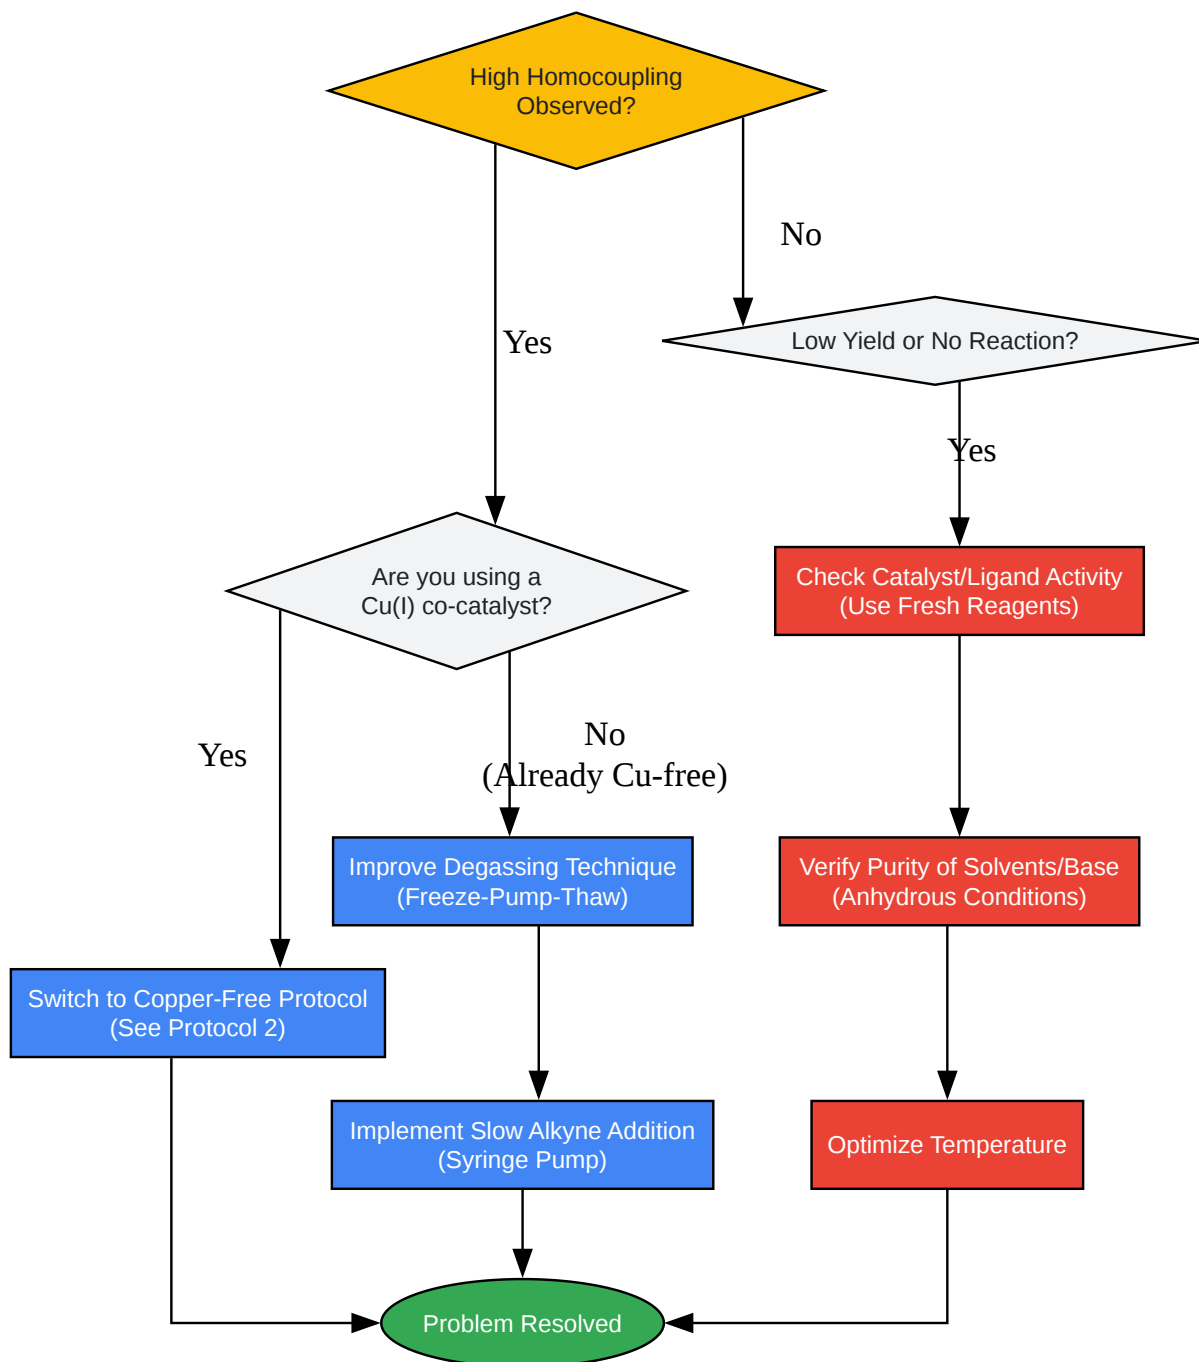 High Homocoupling
Observed?
No
Yes
Low Yield or No Reaction?
Yes
Are you using a
Cu(I) co-catalyst?
Check Catalyst/Ligand Activity
(Use Fresh Reagents)
Yes
No
(Already Cu-free)
Improve Degassing Technique
(Freeze-Pump-Thaw)
Verify Purity of Solvents/Base
(Anhydrous Conditions)
Switch to Copper-Free Protocol
(See Protocol 2)
Implement Slow Alkyne Addition
(Syringe Pump)
Optimize Temperature
Problem Resolved